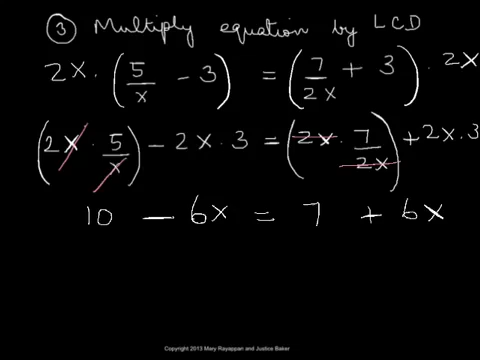 ③ Multiply equation by LCD
2x · (5/x − 3) = (7/2x + 3) · 2x
(2x · 5/x) − 2x · 3 = (2x · 7/2x) + 2x · 3
10 − 6x = 7 + 6x
Copyright 2013 Mary Rayappan and Justice Baker